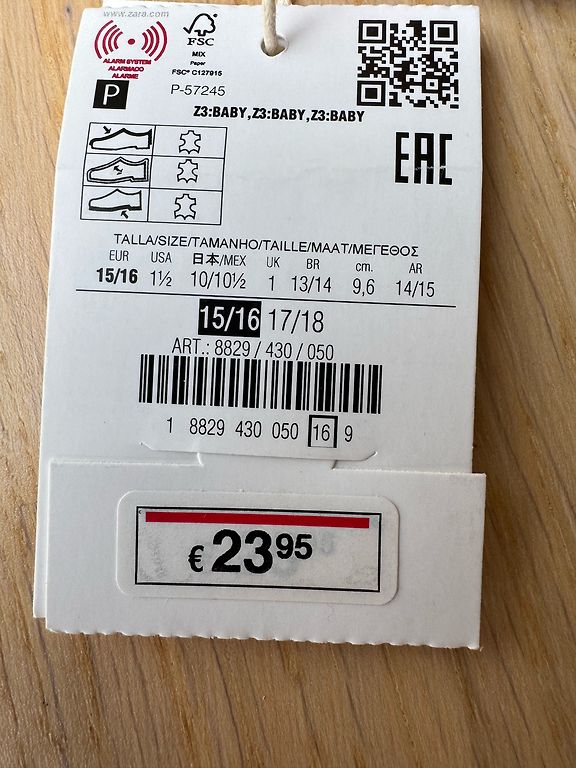 www.zara.com
ALARM SYSTEM
ALARMACO
ALARME
FSC
MIX
Paper
FSC® C127915
P
P-57245
Z3:BABY,Z3:BABY,Z3:BABY
EAC
TALLA/SIZE/TAMANHO/TAILLE/MAAT/ΜΕΓΕΘΟΣ
EUR USA 日本/MEX UK BR cm. AR
15/16 1½ 10/10½ 1 13/14 9,6 14/15
15/16 17/18
ART.: 8829 / 430 / 050
1 8829 430 050 16 9
€ 23 95